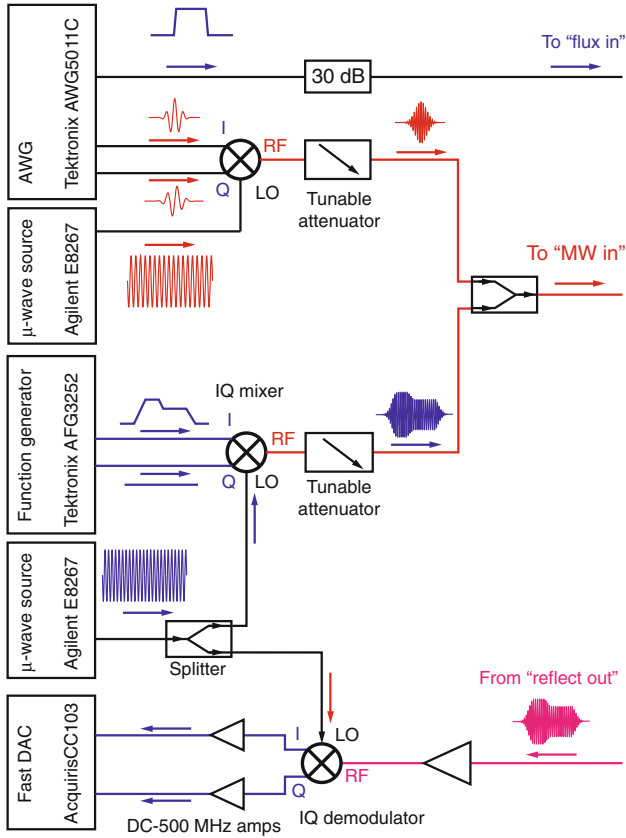 AWG
Tektronix AWG5011C
To “flux in”
30 dB
I
RF
Q
LO
Tunable
attenuator
µ-wave source
Agilent E8267
To “MW in”
Function generator
Tektronix AFG3252
IQ mixer
I
RF
Q
LO
Tunable
attenuator
µ-wave source
Agilent E8267
Splitter
From “reflect out”
Fast DAC
AcquirisCC103
I
LO
RF
Q
DC-500 MHz amps
IQ demodulator